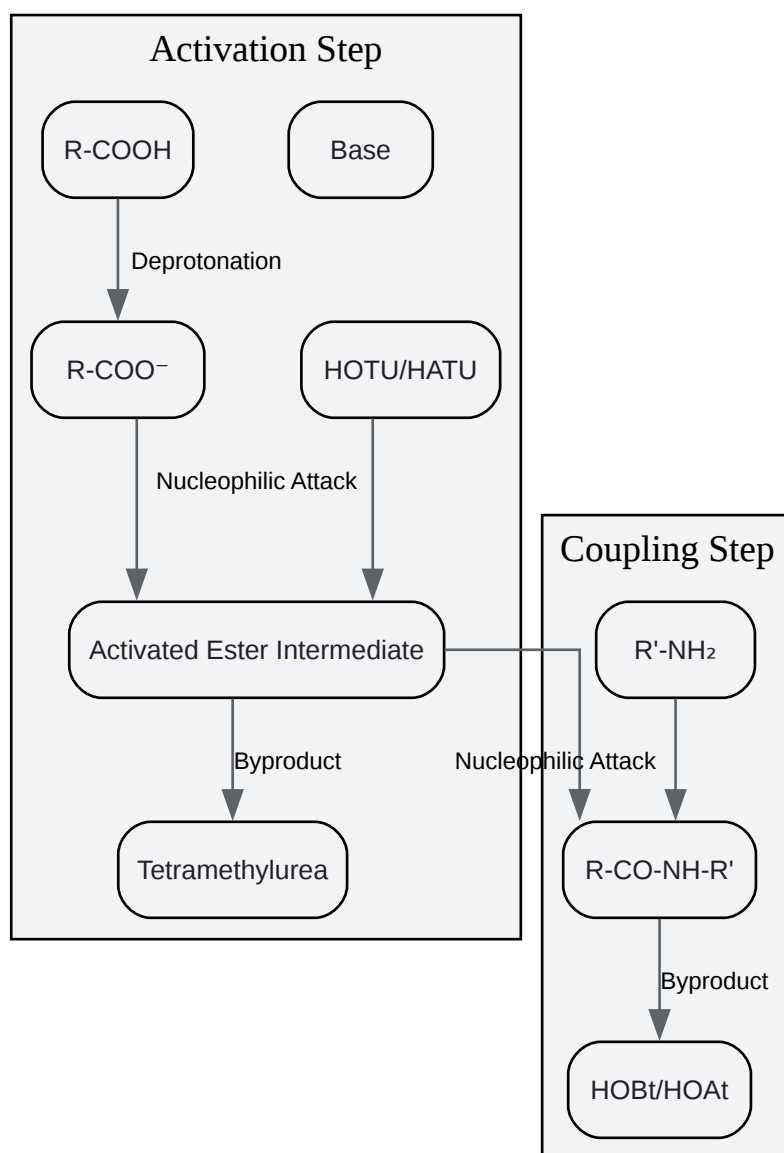 Activation Step
R-COOH
Base
Deprotonation
R-COO⁻
HOTU/HATU
Nucleophilic Attack
Coupling Step
Activated Ester Intermediate
R'-NH₂
Byproduct
Nucleophilic Attack
Tetramethylurea
R-CO-NH-R'
Byproduct
HOBt/HOAt